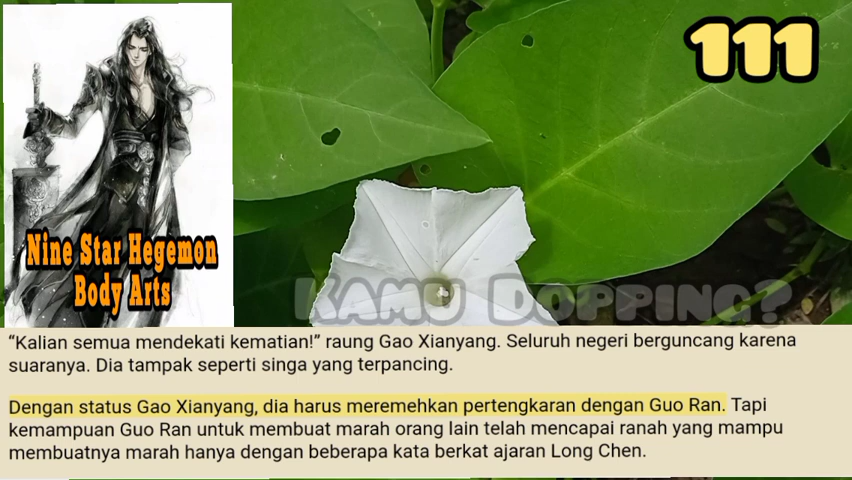 111
Nine Star Hegemon
Body Arts
Kamu Dopping?
“Kalian semua mendekati kematian!” raung Gao Xianyang. Seluruh negeri berguncang karena
suaranya. Dia tampak seperti singa yang terpancing.
Dengan status Gao Xianyang, dia harus meremehkan pertengkaran dengan Guo Ran. Tapi
kemampuan Guo Ran untuk membuat marah orang lain telah mencapai ranah yang mampu
membuatnya marah hanya dengan beberapa kata berkat ajaran Long Chen.